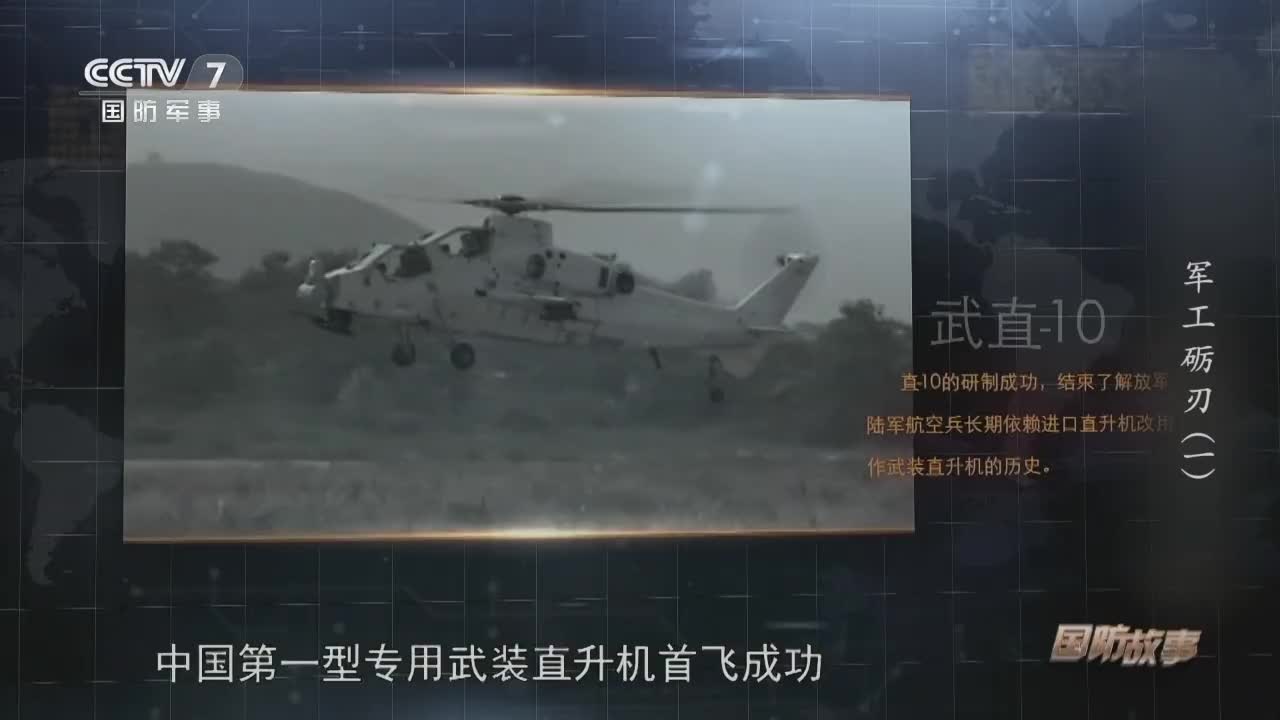 CCTV 7
国防军事
武直-10
直-10的研制成功，结束了解放军
陆军航空兵长期依赖进口直升机改用
作武装直升机的历史。
军工砺刃（一）
中国第一型专用武装直升机首飞成功
国防故事